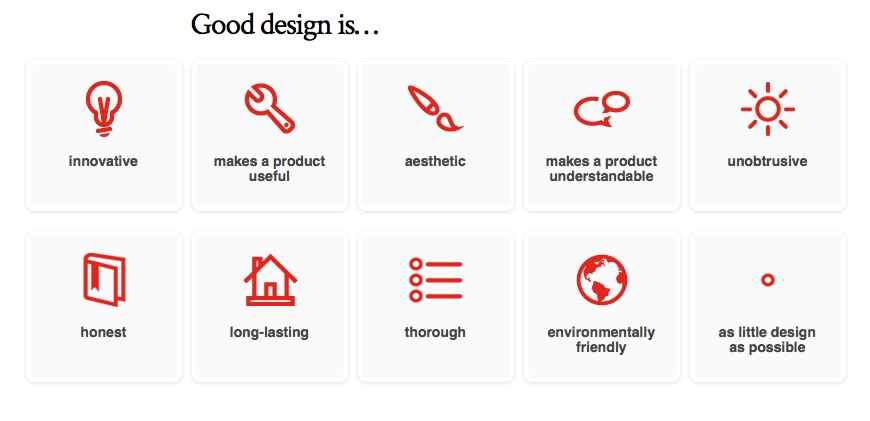 Good design is…
innovative
makes a product
useful
aesthetic
makes a product
understandable
unobtrusive
honest
long-lasting
thorough
environmentally
friendly
as little design
as possible